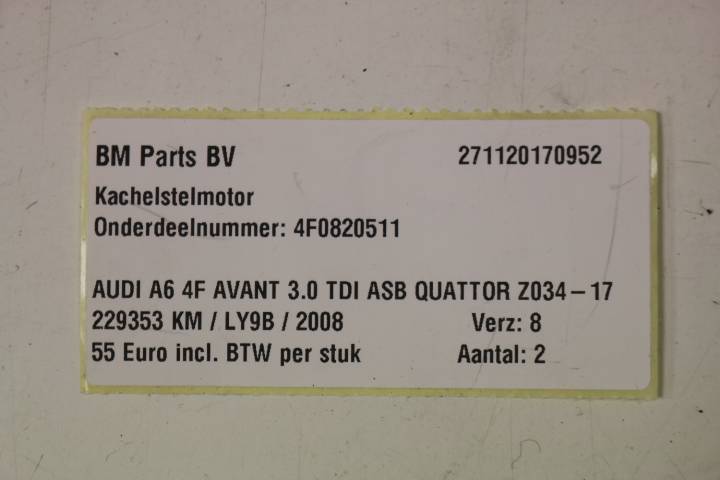 BM Parts BV 271120170952
Kachelstelmotor
Onderdeelnummer: 4F0820511
AUDI A6 4F AVANT 3.0 TDI ASB QUATTOR Z034-17
229353 KM / LY9B / 2008 Verz: 8
55 Euro incl. BTW per stuk Aantal: 2